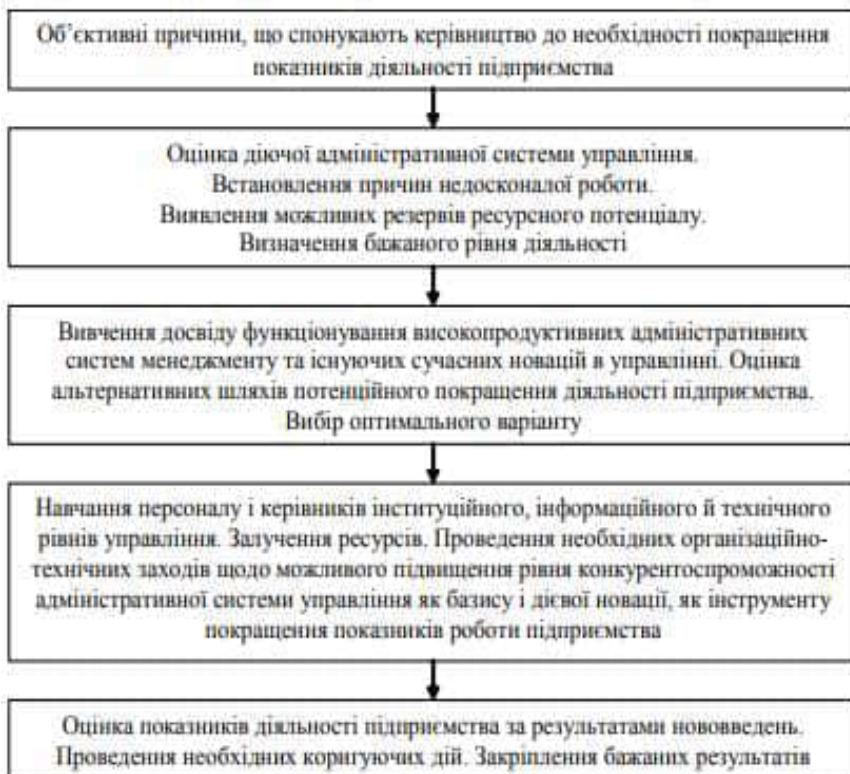 Об’єктивні причини, що спонукають керівництво до необхідності покращення
показників діяльності підприємства
Оцінка діючої адміністративної системи управління.
Встановлення причин недосконалої роботи.
Виявлення можливих резервів ресурсного потенціалу.
Визначення бажаного рівня діяльності
Вивчення досвіду функціонування високопродуктивних адміністративних
систем менеджменту та існуючих сучасних новацій в управлінні. Оцінка
альтернативних шляхів потенційного покращення діяльності підприємства.
Вибір оптимального варіанту
Навчання персоналу і керівників інституційного, інформаційного й технічного
рівнів управління. Залучення ресурсів. Проведення необхідних організаційно-
технічних заходів щодо можливого підвищення рівня конкурентоспроможності
адміністративної системи управління як базису і дієвої новації, як інструменту
покращення показників роботи підприємства
Оцінка показників діяльності підприємства за результатами нововведень.
Проведення необхідних коригуючих дій. Закріплення бажаних результатів